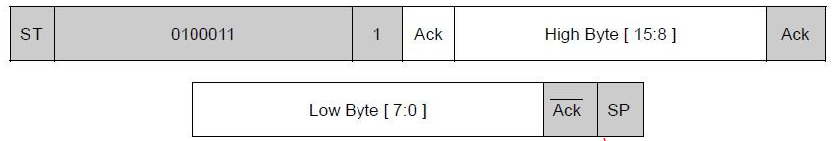 ST 0100011 1 Ack High Byte [ 15:8 ] Ack
Low Byte [ 7:0 ] Ack SP